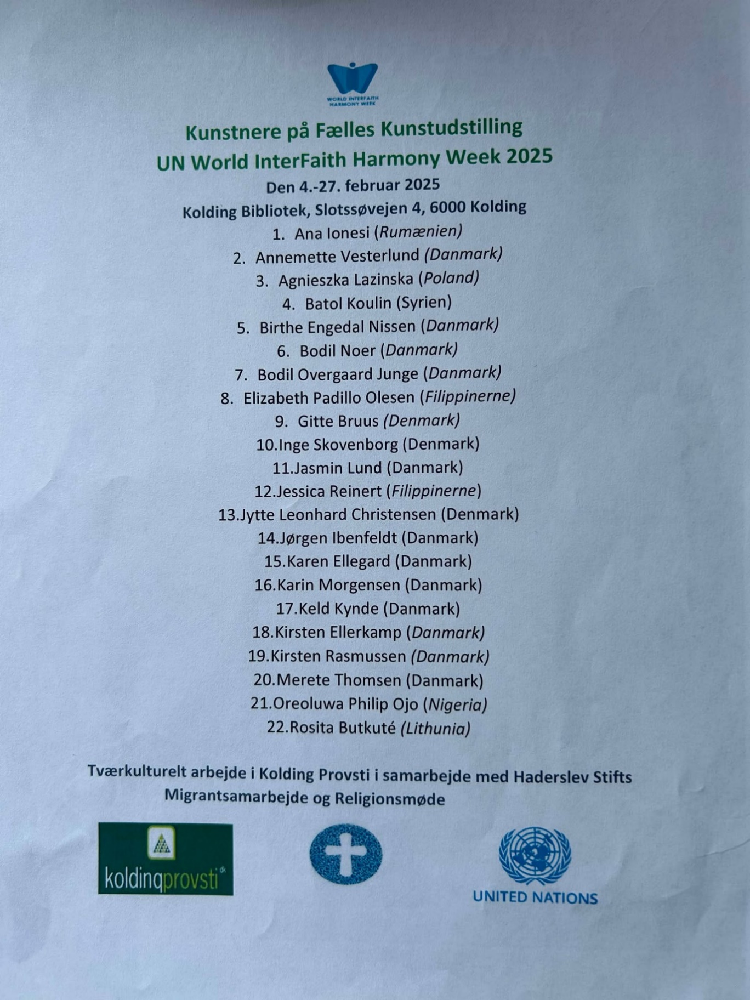 WORLD INTERFAITH
HARMONY WEEK
Kunstnere på Fælles Kunstudstilling
UN World InterFaith Harmony Week 2025
Den 4.-27. februar 2025
Kolding Bibliotek, Slotssøvejen 4, 6000 Kolding
1. Ana Ionesi (Rumænien)
2. Annemette Vesterlund (Danmark)
3. Agnieszka Lazinska (Poland)
4. Batol Koulin (Syrien)
5. Birthe Engedal Nissen (Danmark)
6. Bodil Noer (Danmark)
7. Bodil Overgaard Junge (Danmark)
8. Elizabeth Padillo Olesen (Filippinerne)
9. Gitte Bruus (Denmark)
10.Inge Skovenborg (Denmark)
11.Jasmin Lund (Danmark)
12.Jessica Reinert (Filippinerne)
13.Jytte Leonhard Christensen (Denmark)
14.Jørgen Ibenfeldt (Danmark)
15.Karen Ellegard (Danmark)
16.Karin Morgensen (Danmark)
17.Keld Kynde (Danmark)
18.Kirsten Ellerkamp (Danmark)
19.Kirsten Rasmussen (Danmark)
20.Merete Thomsen (Danmark)
21.Oreoluwa Philip Ojo (Nigeria)
22.Rosita Butkuté (Lithunia)
Tværkulturelt arbejde i Kolding Provsti i samarbejde med Haderslev Stifts
Migrantsamarbejde og Religionsmøde
koldingprovsti.dk
UNITED NATIONS